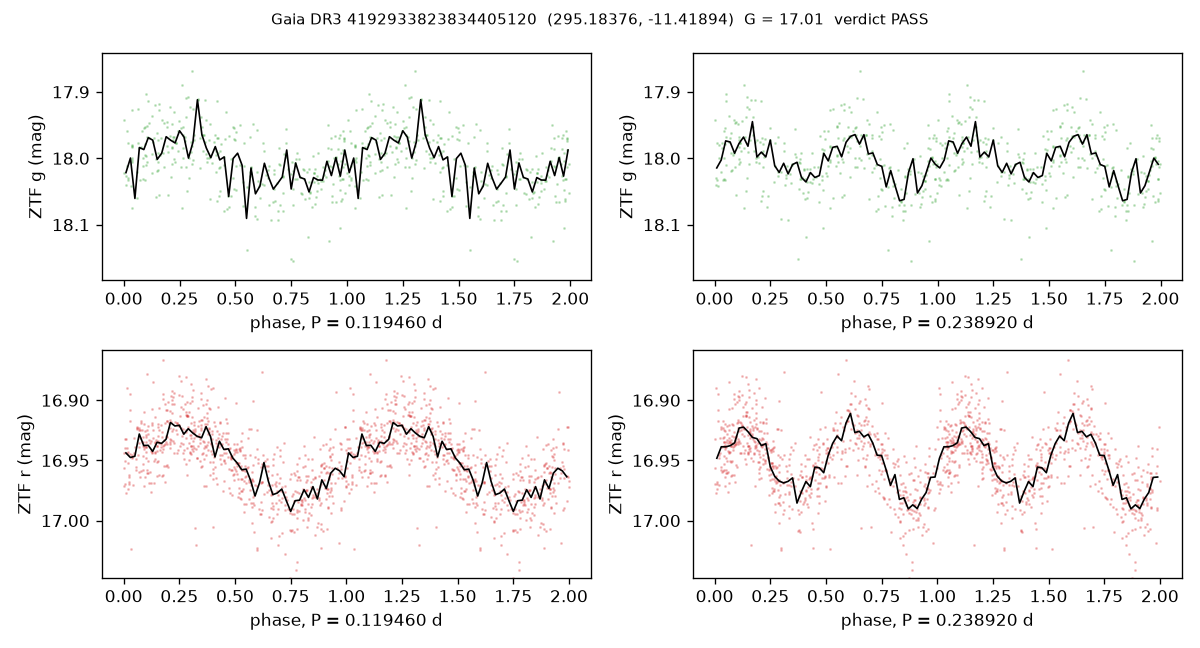 Gaia DR3 4192933823834405120 (295.18376, -11.41894) G = 17.01 verdict PASS
ZTF g (mag)
17.9
18.0
18.1
0.00 0.25 0.50 0.75 1.00 1.25 1.50 1.75 2.00
phase, P = 0.119460 d
ZTF g (mag)
17.9
18.0
18.1
0.00 0.25 0.50 0.75 1.00 1.25 1.50 1.75 2.00
phase, P = 0.238920 d
ZTF r (mag)
16.90
16.95
17.00
0.00 0.25 0.50 0.75 1.00 1.25 1.50 1.75 2.00
phase, P = 0.119460 d
ZTF r (mag)
16.90
16.95
17.00
0.00 0.25 0.50 0.75 1.00 1.25 1.50 1.75 2.00
phase, P = 0.238920 d